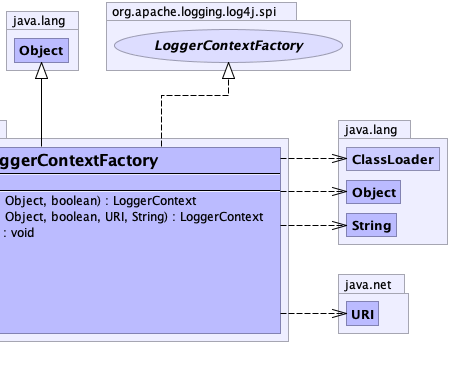 java.lang
Object
org.apache.logging.log4j.spi
LoggerContextFactory
ggerContextFactory
Object, boolean) : LoggerContext
Object, boolean, URI, String) : LoggerContext
: void
java.lang
ClassLoader
Object
String
java.net
URI